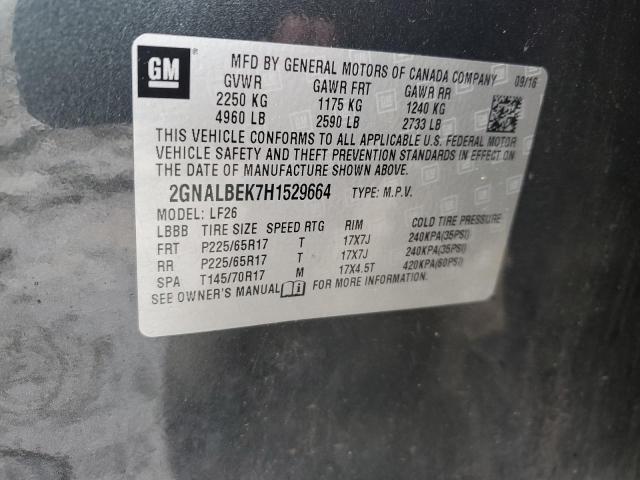 GM
MFD BY GENERAL MOTORS OF CANADA COMPANY 09/16
GVWR GAWR FRT GAWR RR
2250 KG 1175 KG 1240 KG
4960 LB 2590 LB 2733 LB
THIS VEHICLE CONFORMS TO ALL APPLICABLE U.S. FEDERAL MOTOR
VEHICLE SAFETY AND THEFT PREVENTION STANDARDS IN EFFECT ON
THE DATE OF MANUFACTURE SHOWN ABOVE.
2GNALBEK7H1529664 TYPE: M.P.V.
MODEL: LF26
LBBB TIRE SIZE SPEED RTG RIM COLD TIRE PRESSURE
FRT P225/65R17 T 17X7J 240KPA(35PSI)
RR P225/65R17 T 17X7J 240KPA(35PSI)
SPA T145/70R17 M 17X4.5T 420KPA(60PSI)
SEE OWNER'S MANUAL FOR MORE INFORMATION.